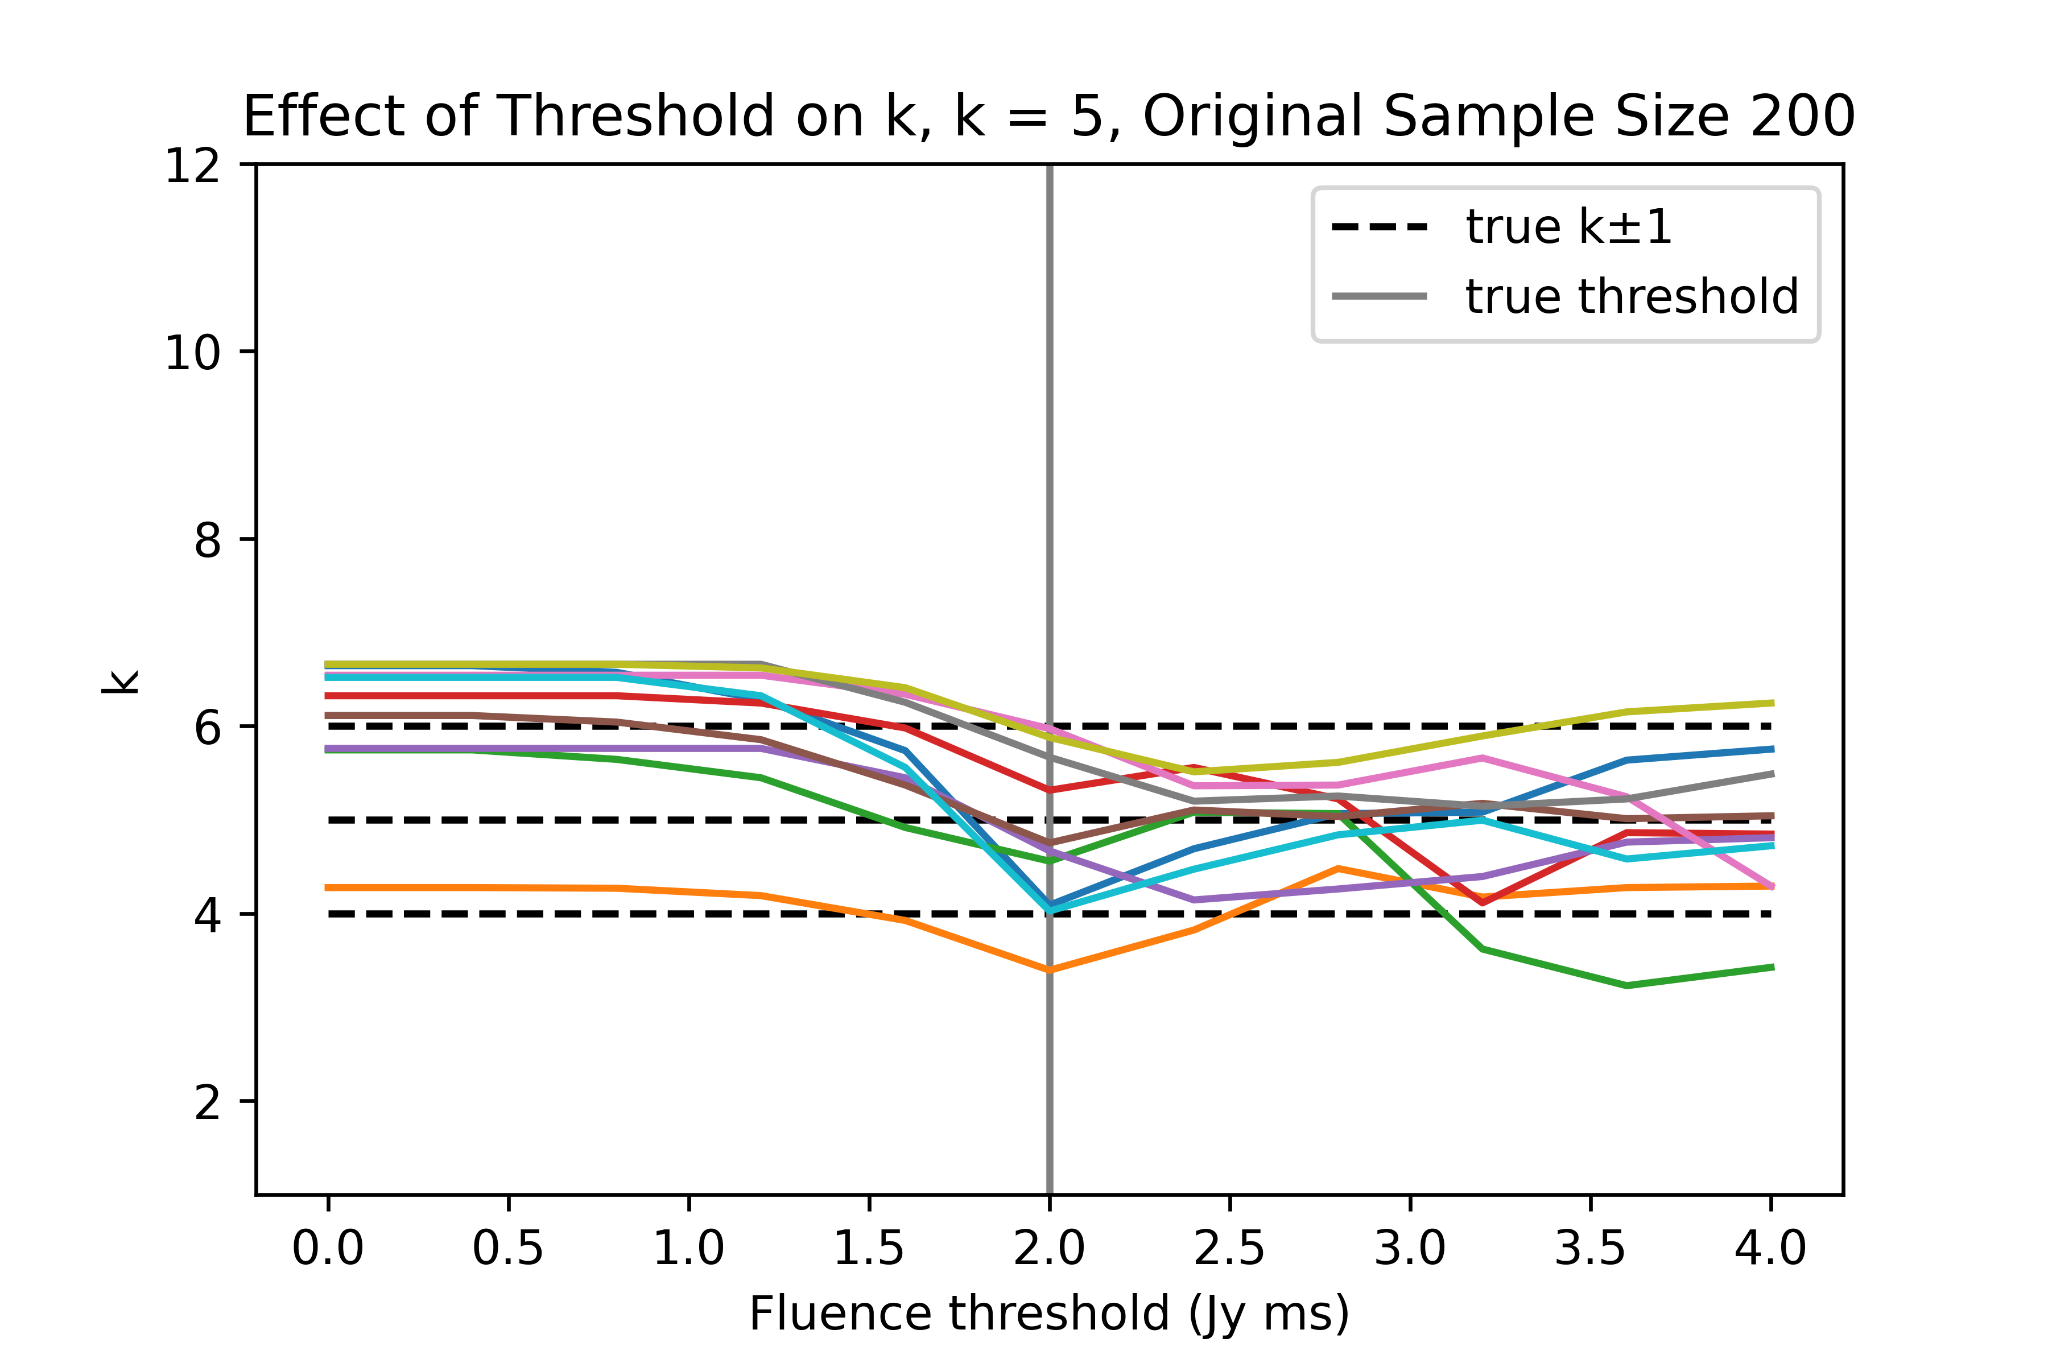 Effect of Threshold on k, k = 5, Original Sample Size 200
12
10
8
6
4
2
k
true k±1
true threshold
0.0 0.5 1.0 1.5 2.0 2.5 3.0 3.5 4.0
Fluence threshold (Jy ms)